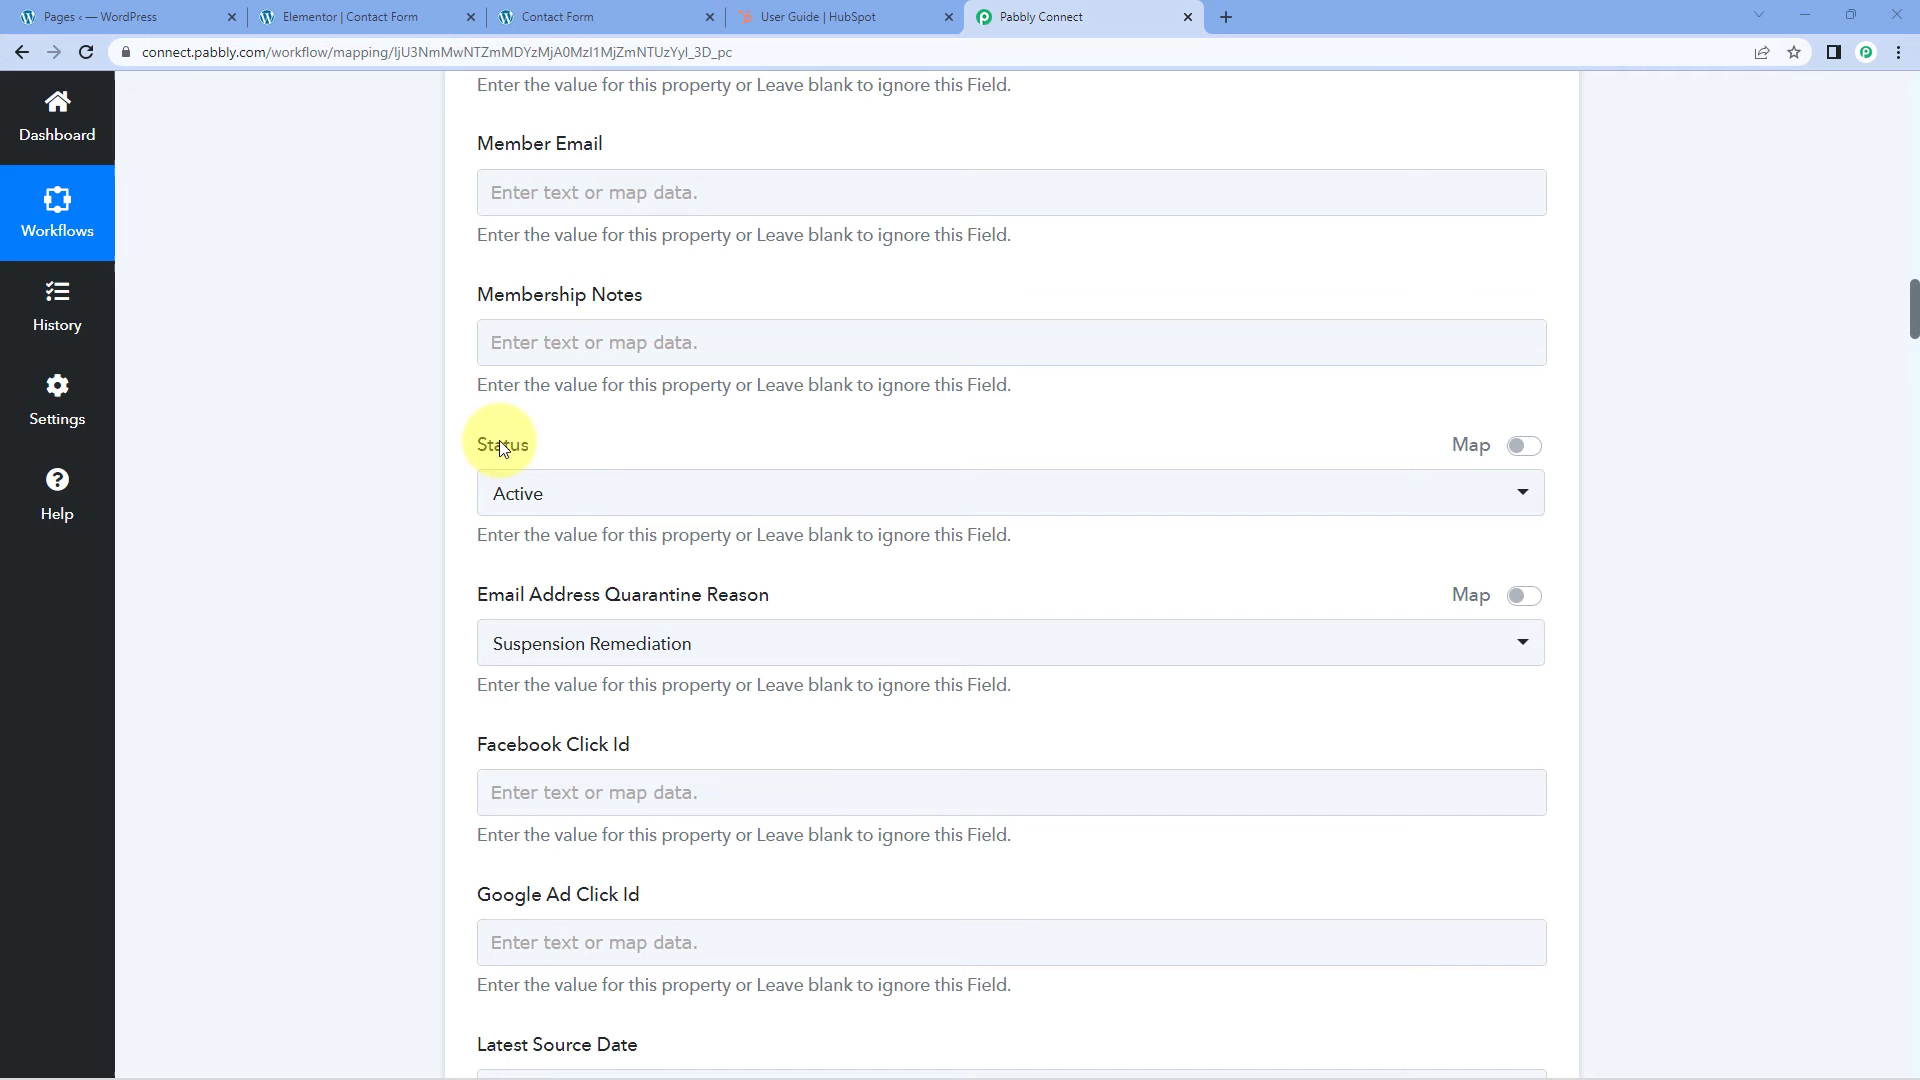 Pages ‹ — WordPress
Elementor | Contact Form
Contact Form
User Guide | HubSpot
Pabbly Connect
Enter the value for this property or Leave blank to ignore this Field.
Dashboard
Workflows
History
Settings
Help
Member Email
Enter text or map data.
Enter the value for this property or Leave blank to ignore this Field.
Membership Notes
Enter text or map data.
Enter the value for this property or Leave blank to ignore this Field.
Status
Map
Active
Enter the value for this property or Leave blank to ignore this Field.
Email Address Quarantine Reason
Map
Suspension Remediation
Enter the value for this property or Leave blank to ignore this Field.
Facebook Click Id
Enter text or map data.
Enter the value for this property or Leave blank to ignore this Field.
Google Ad Click Id
Enter text or map data.
Enter the value for this property or Leave blank to ignore this Field.
Latest Source Date